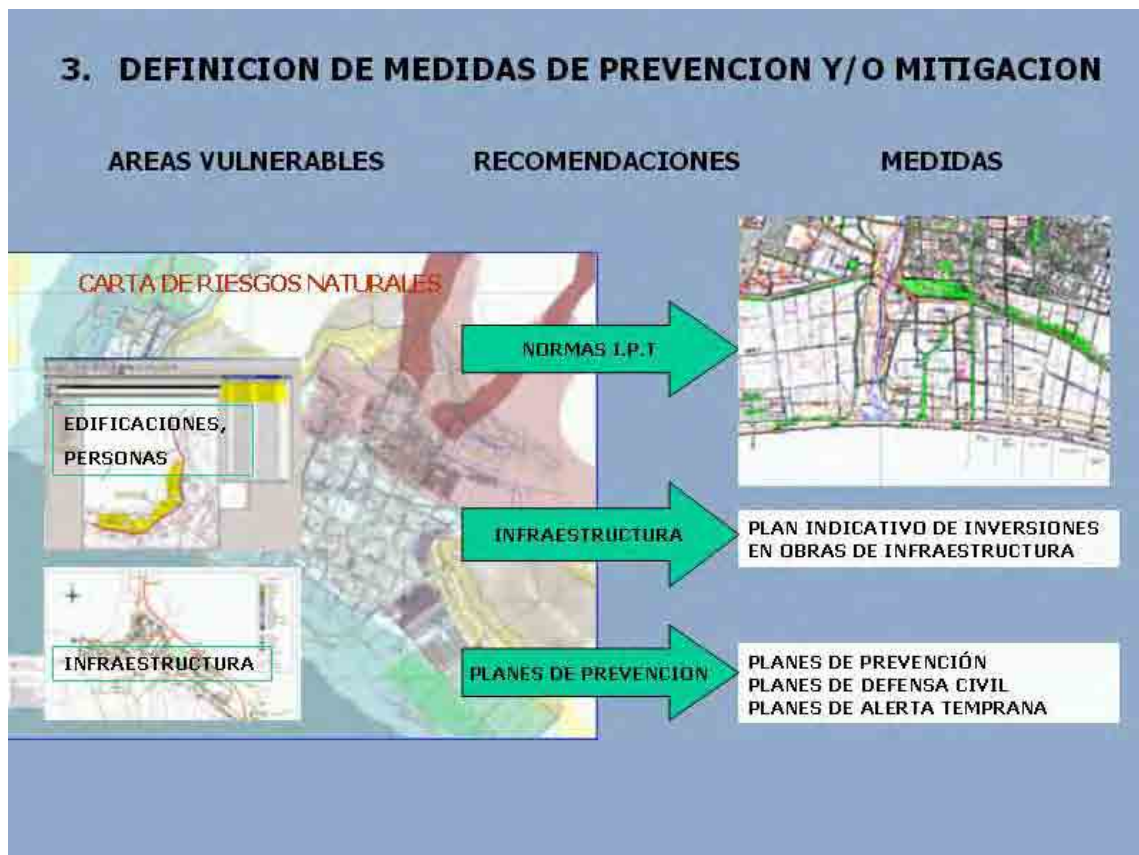 3. DEFINICION DE MEDIDAS DE PREVENCION Y/O MITIGACION
AREAS VULNERABLES
RECOMENDACIONES
MEDIDAS
CARTA DE RIESGOS NATURALES
EDIFICACIONES,
PERSONAS
INFRAESTRUCTURA
NORMAS I.P.T
INFRAESTRUCTURA
PLANES DE PREVENCION
PLAN INDICATIVO DE INVERSIONES
EN OBRAS DE INFRAESTRUCTURA
PLANES DE PREVENCIÓN
PLANES DE DEFENSA CIVIL
PLANES DE ALERTA TEMPRANA